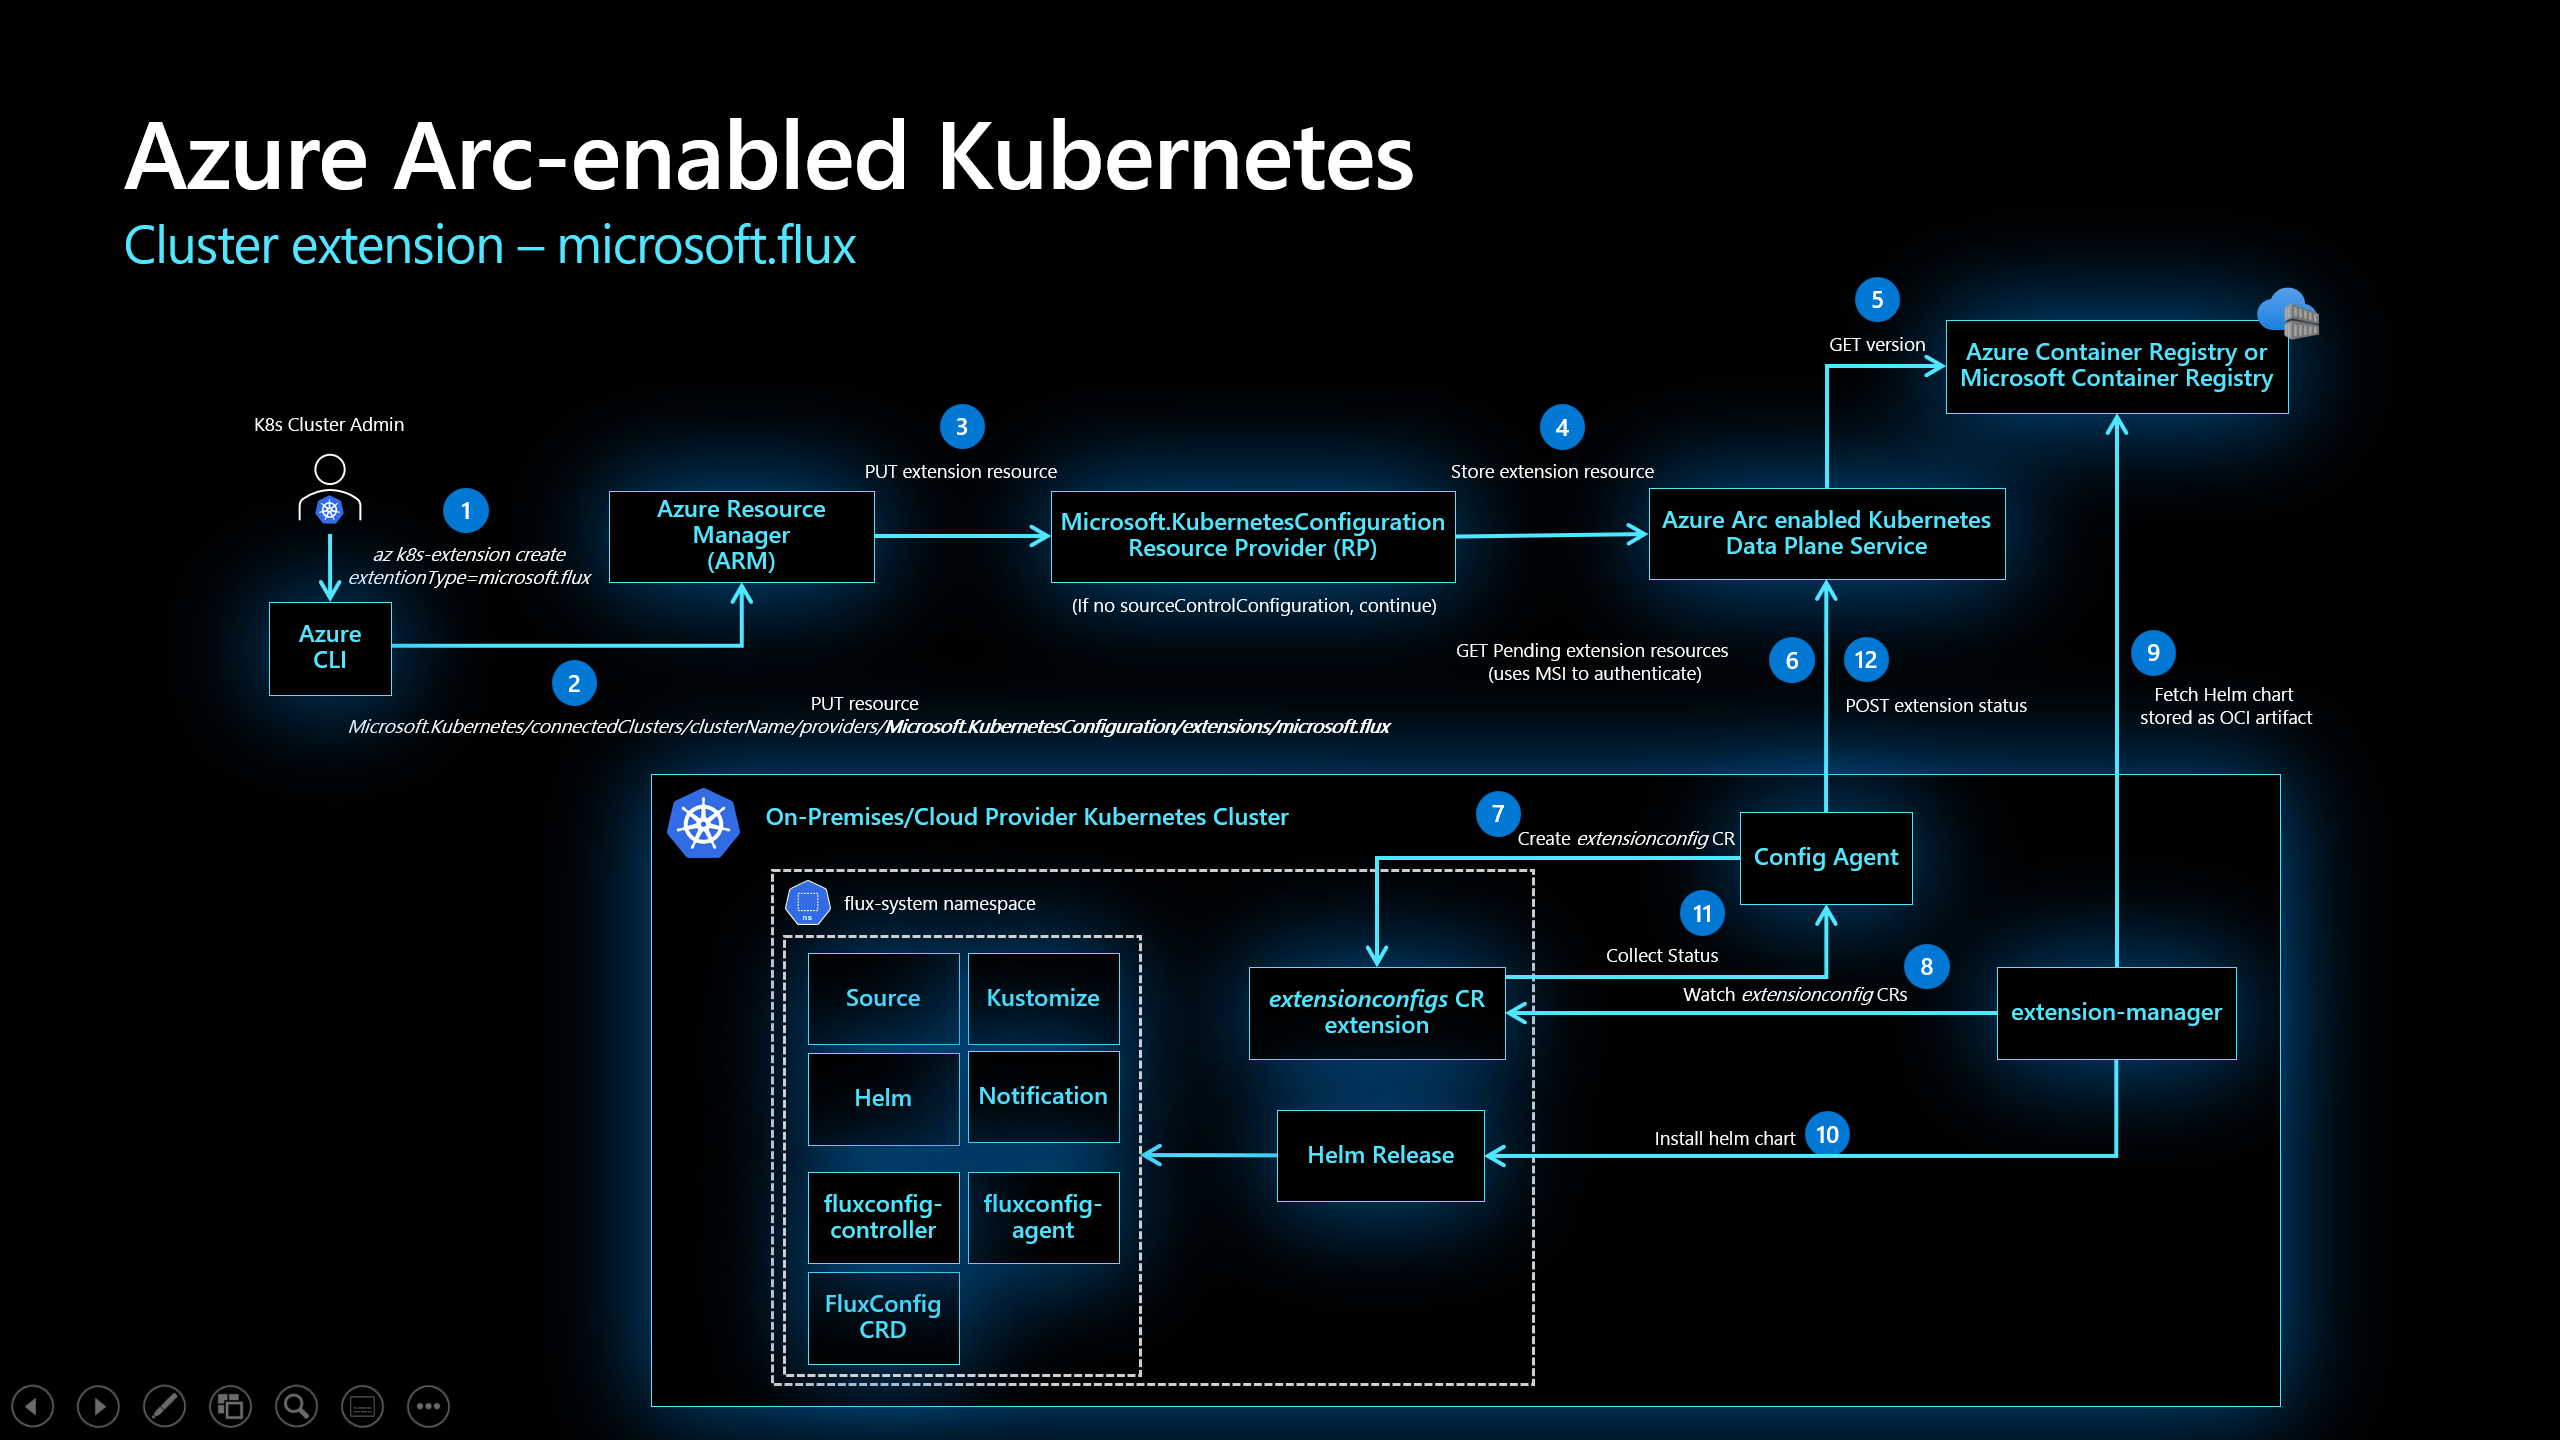 Azure Arc-enabled Kubernetes
Cluster extension – microsoft.flux
5
GET version
Azure Container Registry or
Microsoft Container Registry
K8s Cluster Admin
1
az k8s-extension create
extentionType=microsoft.flux
Azure
CLI
2
PUT resource
Microsoft.Kubernetes/connectedClusters/clusterName/providers/Microsoft.KubernetesConfiguration/extensions/microsoft.flux
Azure Resource
Manager
(ARM)
3
PUT extension resource
Microsoft.KubernetesConfiguration
Resource Provider (RP)
(If no sourceControlConfiguration, continue)
4
Store extension resource
Azure Arc enabled Kubernetes
Data Plane Service
GET Pending extension resources
(uses MSI to authenticate)
6
12
POST extension status
9
Fetch Helm chart
stored as OCI artifact
On-Premises/Cloud Provider Kubernetes Cluster
7
Create extensionconfig CR
Config Agent
ns
flux-system namespace
11
Collect Status
8
Watch extensionconfig CRs
Source
Kustomize
Helm
Notification
fluxconfig-
controller
fluxconfig-
agent
FluxConfig
CRD
extensionconfigs CR
extension
extension-manager
Helm Release
Install helm chart
10